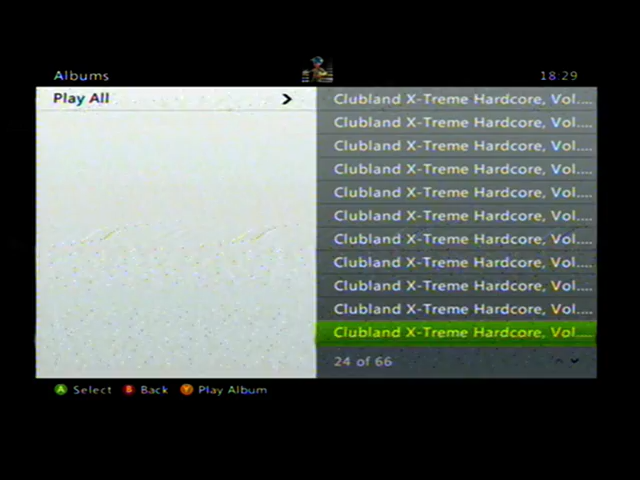 Albums 18:29
Play All
Clubland X-Treme Hardcore, Vol....
Clubland X-Treme Hardcore, Vol....
Clubland X-Treme Hardcore, Vol....
Clubland X-Treme Hardcore, Vol....
Clubland X-Treme Hardcore, Vol....
Clubland X-Treme Hardcore, Vol....
Clubland X-Treme Hardcore, Vol....
Clubland X-Treme Hardcore, Vol....
Clubland X-Treme Hardcore, Vol....
Clubland X-Treme Hardcore, Vol....
Clubland X-Treme Hardcore, Vol....
24 of 66
A Select B Back Y Play Album